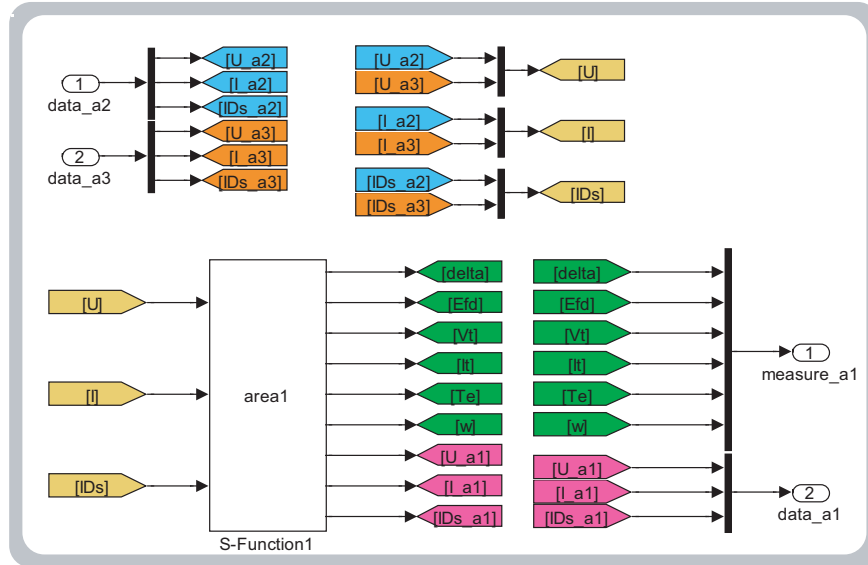 1
data_a2
2
data_a3
[U_a2]
[I_a2]
[IDs_a2]
[U_a3]
[I_a3]
[IDs_a3]
[U_a2]
[U_a3]
[U]
[I_a2]
[I_a3]
[I]
[IDs_a2]
[IDs_a3]
[IDs]
[U]
[I]
[IDs]
area1
S-Function1
[delta]
[Efd]
[Vt]
[It]
[Te]
[w]
[U_a1]
[I_a1]
[IDs_a1]
[delta]
[Efd]
[Vt]
[It]
[Te]
[w]
[U_a1]
[I_a1]
[IDs_a1]
1
measure_a1
2
data_a1